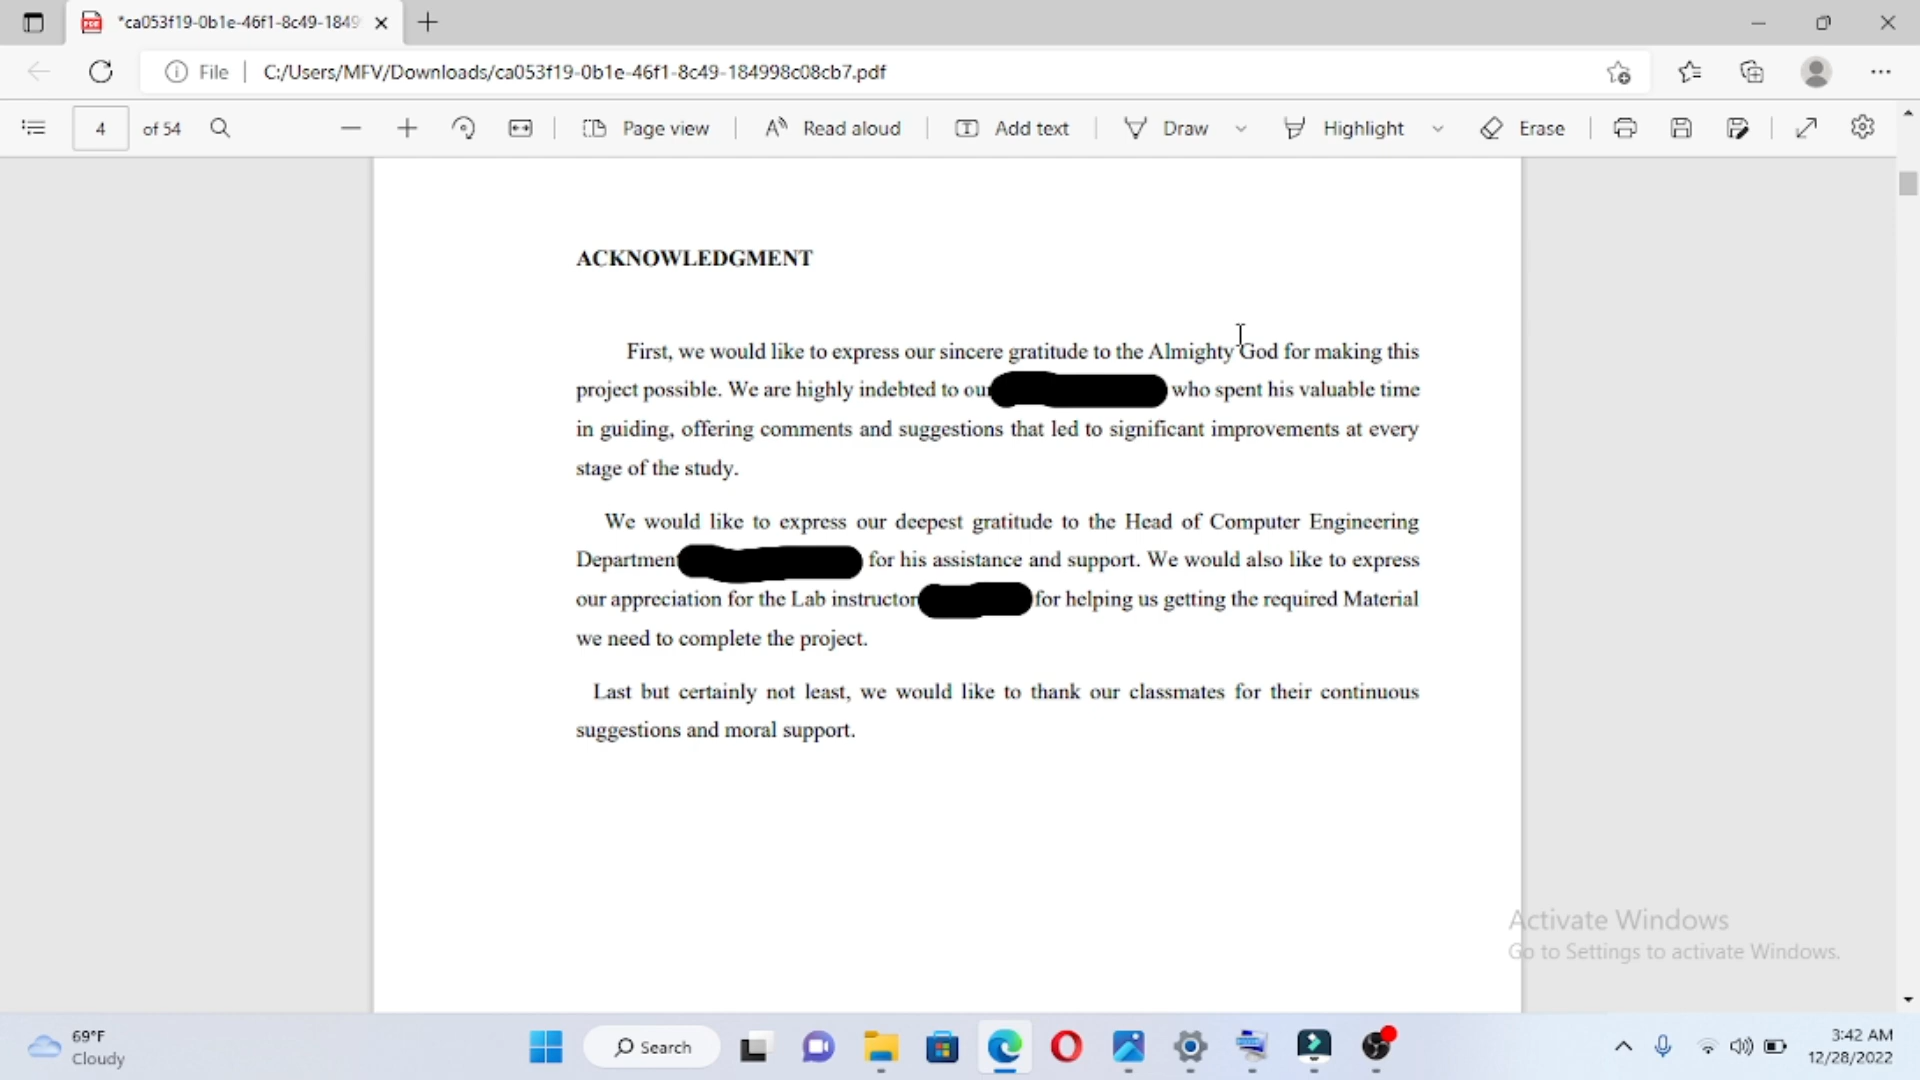 *ca053f19-0b1e-46f1-8c49-1849
File
C:/Users/MFV/Downloads/ca053f19-0b1e-46f1-8c49-184998c08cb7.pdf
4 of 54
Page view
Read aloud
Add text
Draw
Highlight
Erase
ACKNOWLEDGMENT
First, we would like to express our sincere gratitude to the Almighty God for making this
project possible. We are highly indebted to our who spent his valuable time
in guiding, offering comments and suggestions that led to significant improvements at every
stage of the study.
We would like to express our deepest gratitude to the Head of Computer Engineering
Department for his assistance and support. We would also like to express
our appreciation for the Lab instructor for helping us getting the required Material
we need to complete the project.
Last but certainly not least, we would like to thank our classmates for their continuous
suggestions and moral support.
Activate Windows
Go to Settings to activate Windows.
69°F
Cloudy
Search
3:42 AM
12/28/2022